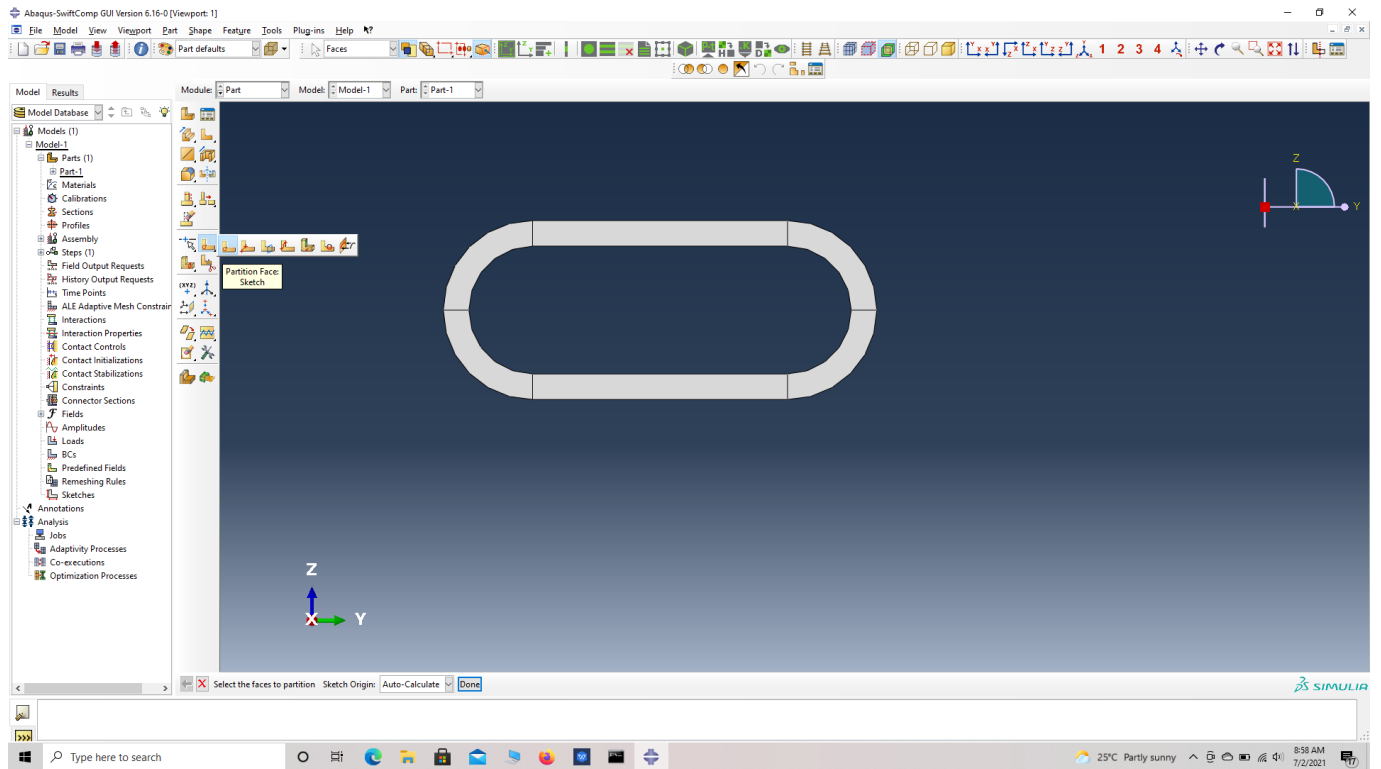 Abaqus-SwiftComp GUI Version 6.16-0 [Viewport: 1]
File Model View Viewport Part Shape Feature Tools Plug-ins Help
Part defaults Faces 1 2 3 4
Model Results Module: Part Model: Model-1 Part: Part-1
Model Database
Models (1)
Model-1
Parts (1)
Part-1
Materials
Calibrations
Sections
Profiles
Assembly
Steps (1)
Field Output Requests
History Output Requests
Time Points
ALE Adaptive Mesh Constrain
Interactions
Interaction Properties
Contact Controls
Contact Initializations
Contact Stabilizations
Constraints
Connector Sections
Fields
Amplitudes
Loads
BCs
Predefined Fields
Remeshing Rules
Sketches
Annotations
Analysis
Jobs
Adaptivity Processes
Co-executions
Optimization Processes
Partition Face:
Sketch
(XYZ)
Z
X Y
Z
X Y
Select the faces to partition Sketch Origin: Auto-Calculate Done
SIMULIA
>>>
Type here to search
25°C Partly sunny
8:58 AM
7/2/2021
17